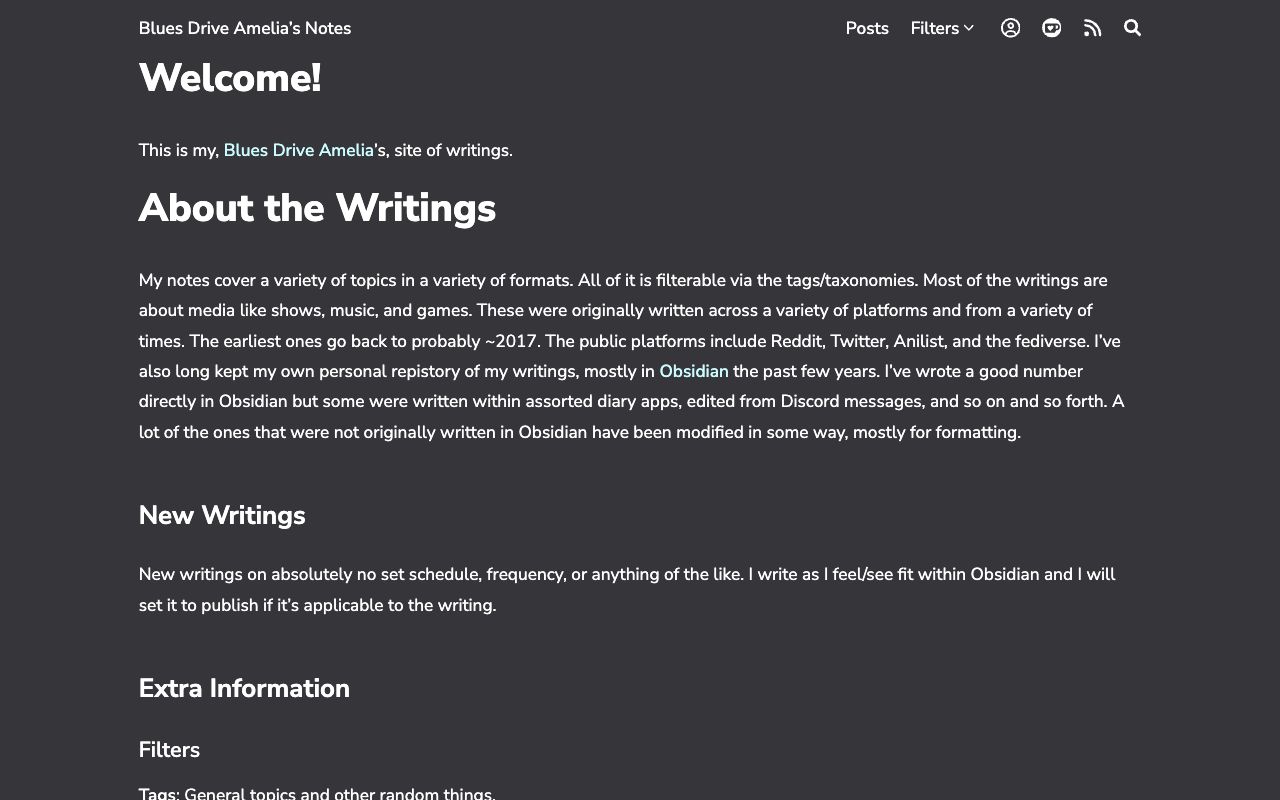 Blues Drive Amelia's Notes
Posts
Filters
Welcome!
This is my, Blues Drive Amelia's, site of writings.
About the Writings
My notes cover a variety of topics in a variety of formats. All of it is filterable via the tags/taxonomies. Most of the writings are
about media like shows, music, and games. These were originally written across a variety of platforms and from a variety of
times. The earliest ones go back to probably ~2017. The public platforms include Reddit, Twitter, Anilist, and the fediverse. I've
also long kept my own personal repistory of my writings, mostly in Obsidian the past few years. I've wrote a good number
directly in Obsidian but some were written within assorted diary apps, edited from Discord messages, and so on and so forth. A
lot of the ones that were not originally written in Obsidian have been modified in some way, mostly for formatting.
New Writings
New writings on absolutely no set schedule, frequency, or anything of the like. I write as I feel/see fit within Obsidian and I will
set it to publish if it's applicable to the writing.
Extra Information
Filters
Tags: General topics and other random things.